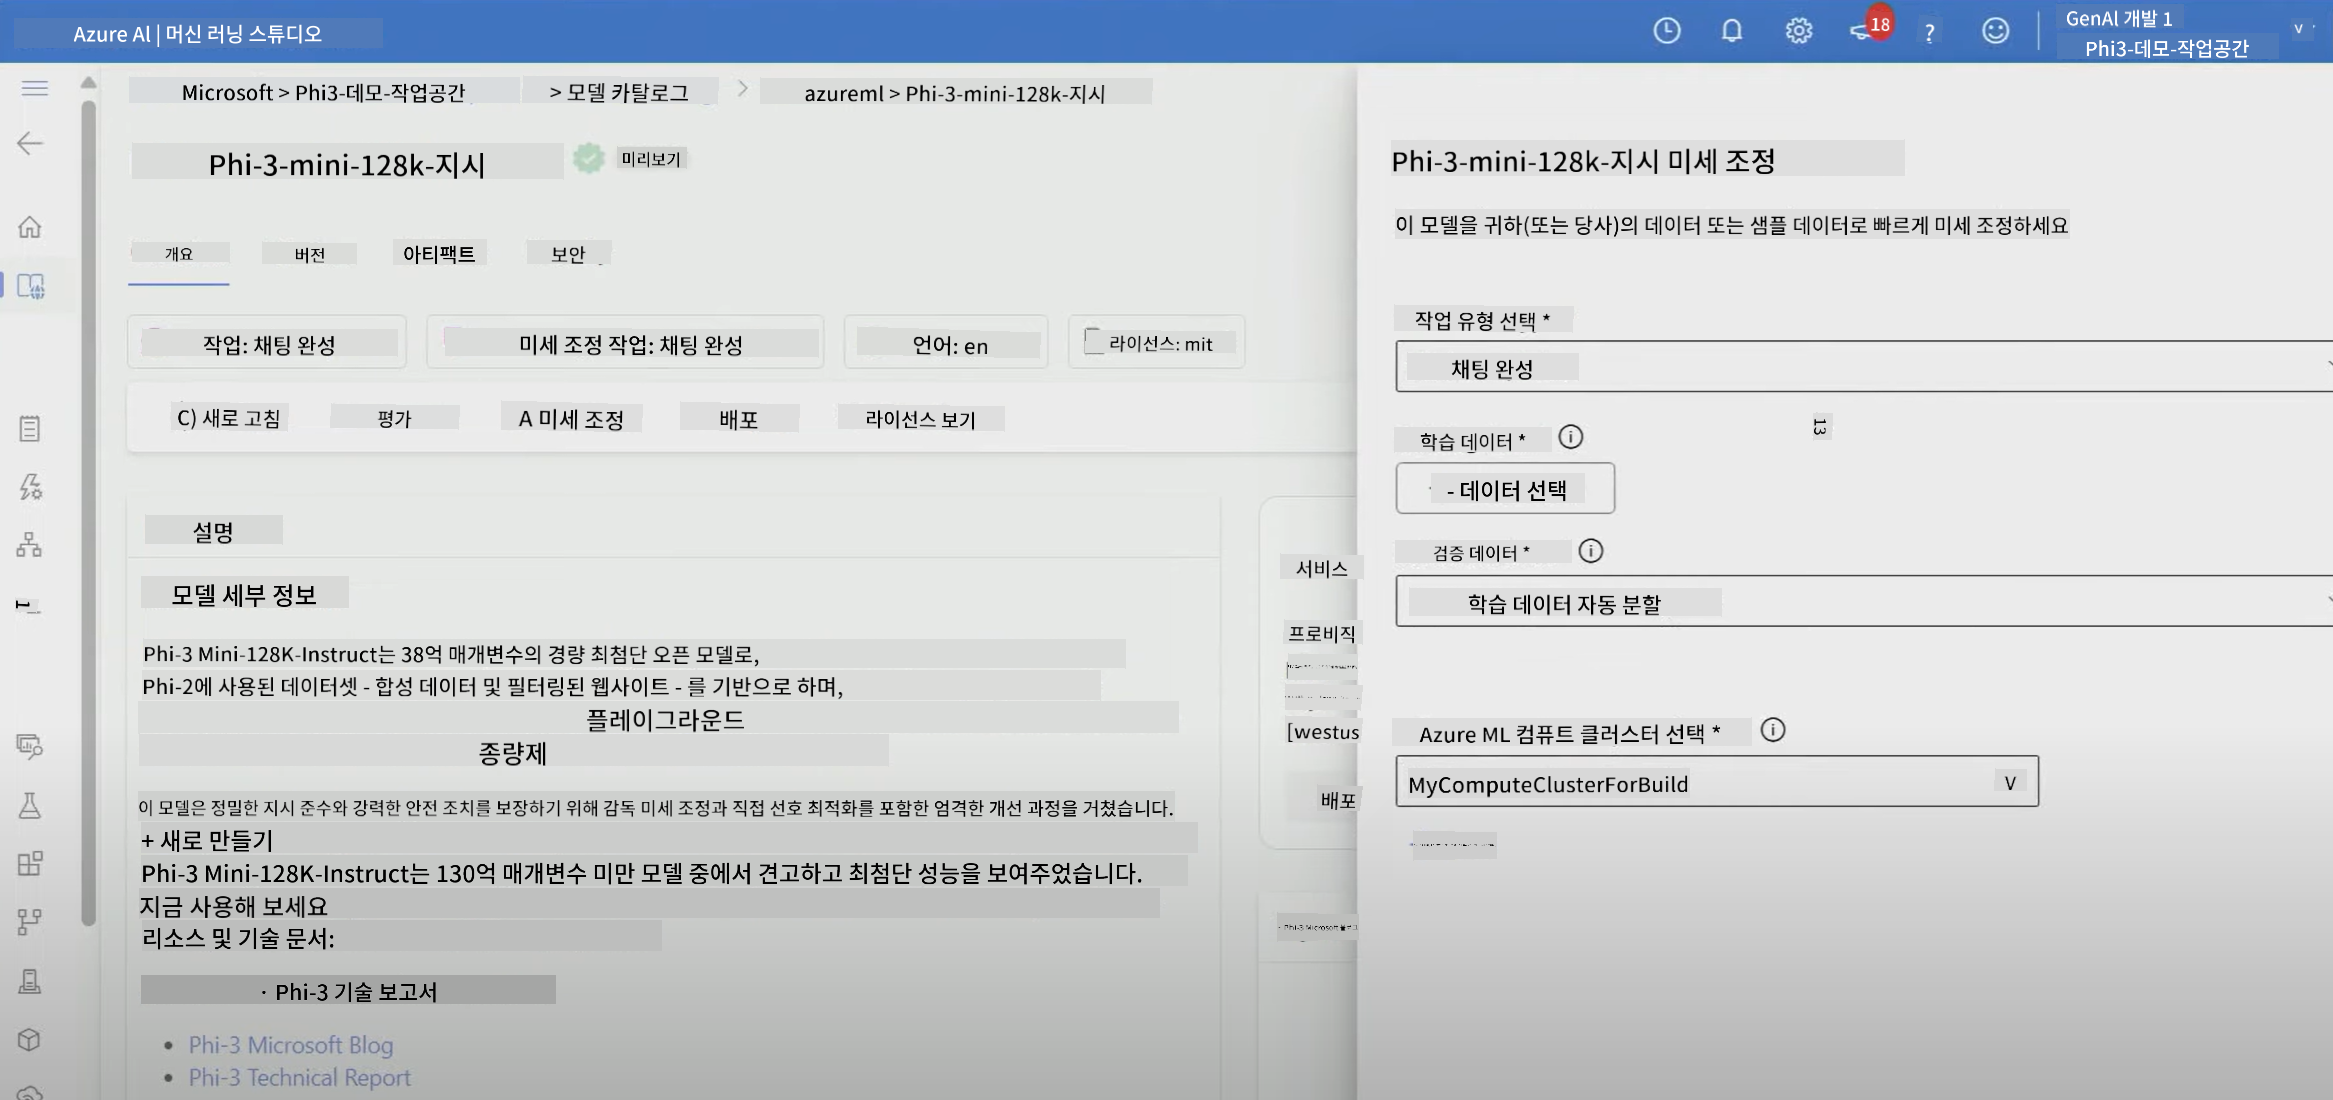 Azure AI | 머신 러닝 스튜디오
18
?
GenAI 개발 1
Phi3-데모-작업공간
Microsoft > Phi3-데모-작업공간 > 모델 카탈로그 > azureml > Phi-3-mini-128k-지시
Phi-3-mini-128k-지시
미리보기
개요
버전
아티팩트
보안
작업: 채팅 완성
미세 조정 작업: 채팅 완성
언어: en
라이선스: mit
C) 새로 고침
평가
A 미세 조정
배포
라이선스 보기
설명
모델 세부 정보
Phi-3 Mini-128K-Instruct는 38억 매개변수의 경량 최첨단 오픈 모델로,
Phi-2에 사용된 데이터셋 - 합성 데이터 및 필터링된 웹사이트 - 를 기반으로 하며,
플레이그라운드
종량제
이 모델은 정밀한 지시 준수와 강력한 안전 조치를 보장하기 위해 감독 미세 조정과 직접 선호 최적화를 포함한 엄격한 개선 과정을 거쳤습니다.
+ 새로 만들기
Phi-3 Mini-128K-Instruct는 130억 매개변수 미만 모델 중에서 견고하고 최첨단 성능을 보여주었습니다.
지금 사용해 보세요
리소스 및 기술 문서:
· Phi-3 기술 보고서
• Phi-3 Microsoft Blog
• Phi-3 Technical Report
서비스
프로비직
[westus
배포
· Phi-3 Microsoft 블로그
Phi-3-mini-128k-지시 미세 조정
이 모델을 귀하(또는 당사)의 데이터 또는 샘플 데이터로 빠르게 미세 조정하세요
작업 유형 선택 *
채팅 완성
13
학습 데이터 *
- 데이터 선택
검증 데이터 *
학습 데이터 자동 분할
Azure ML 컴퓨트 클러스터 선택 *
MyComputeClusterForBuild
V